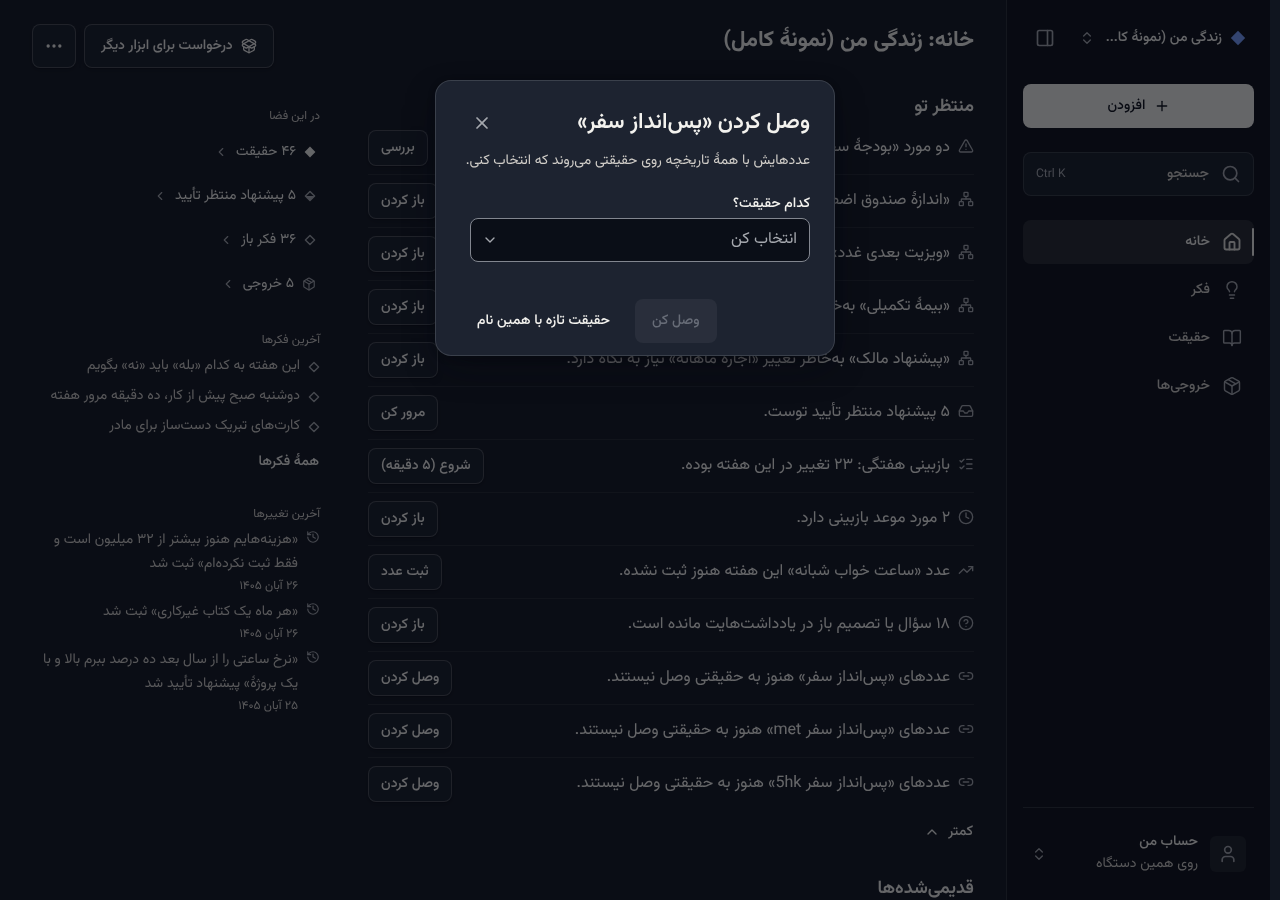 زندگی من (نمونهٔ کا...
افزودن
جستجو
Ctrl K
خانه
فکر
حقیقت
خروجی‌ها
حساب من
روی همین دستگاه
خانه: زندگی من (نمونهٔ کامل)
درخواست برای ابزار دیگر
منتظر تو
دو مورد «بودجهٔ
بررسی
«اندازهٔ صندوق
باز کردن
«ویزیت بعدی غدد»
باز کردن
«بیمهٔ تکمیلی»
باز کردن
«پیشنهاد مالک» به‌خاطر تغییر «اجارهٔ ماهانه» نیاز به نگاه دارد.
باز کردن
۵ پیشنهاد منتظر تأیید توست.
مرور کن
بازبینی هفتگی: ۲۳ تغییر در این هفته بوده.
شروع (۵ دقیقه)
۲ مورد موعد بازبینی دارد.
باز کردن
عدد «ساعت خواب شبانه» این هفته هنوز ثبت نشده.
ثبت عدد
۱۸ سؤال یا تصمیم باز در یادداشت‌هایت مانده است.
باز کردن
عددهای «پس‌انداز سفر» هنوز به حقیقتی وصل نیستند.
وصل کردن
عددهای «پس‌انداز سفر met» هنوز به حقیقتی وصل نیستند.
وصل کردن
عددهای «پس‌انداز سفر 5hk» هنوز به حقیقتی وصل نیستند.
وصل کردن
کمتر
قدیمی‌شده‌ها
وصل کردن «پس‌انداز سفر»
عددهایش با همهٔ تاریخچه روی حقیقتی می‌روند که انتخاب کنی.
کدام حقیقت؟
انتخاب کن
وصل کن
حقیقت تازه با همین نام
در این فضا
۴۶ حقیقت
۵ پیشنهاد منتظر تأیید
۳۶ فکر باز
۵ خروجی
آخرین فکرها
این هفته به کدام «بله» باید «نه» بگویم
دوشنبه صبح پیش از کار، ده دقیقه مرور هفته
کارت‌های تبریک دست‌ساز برای مادر
همهٔ فکرها
آخرین تغییرها
«هزینه‌هایم هنوز بیشتر از ۳۲ میلیون است و
فقط ثبت نکرده‌ام» ثبت شد
۲۶ آبان ۱۴۰۵
«هر ماه یک کتاب غیرکاری» ثبت شد
۲۶ آبان ۱۴۰۵
«نرخ ساعتی را از سال بعد ده درصد ببرم بالا و با
یک پروژهٔ» پیشنهاد تأیید شد
۲۵ آبان ۱۴۰۵